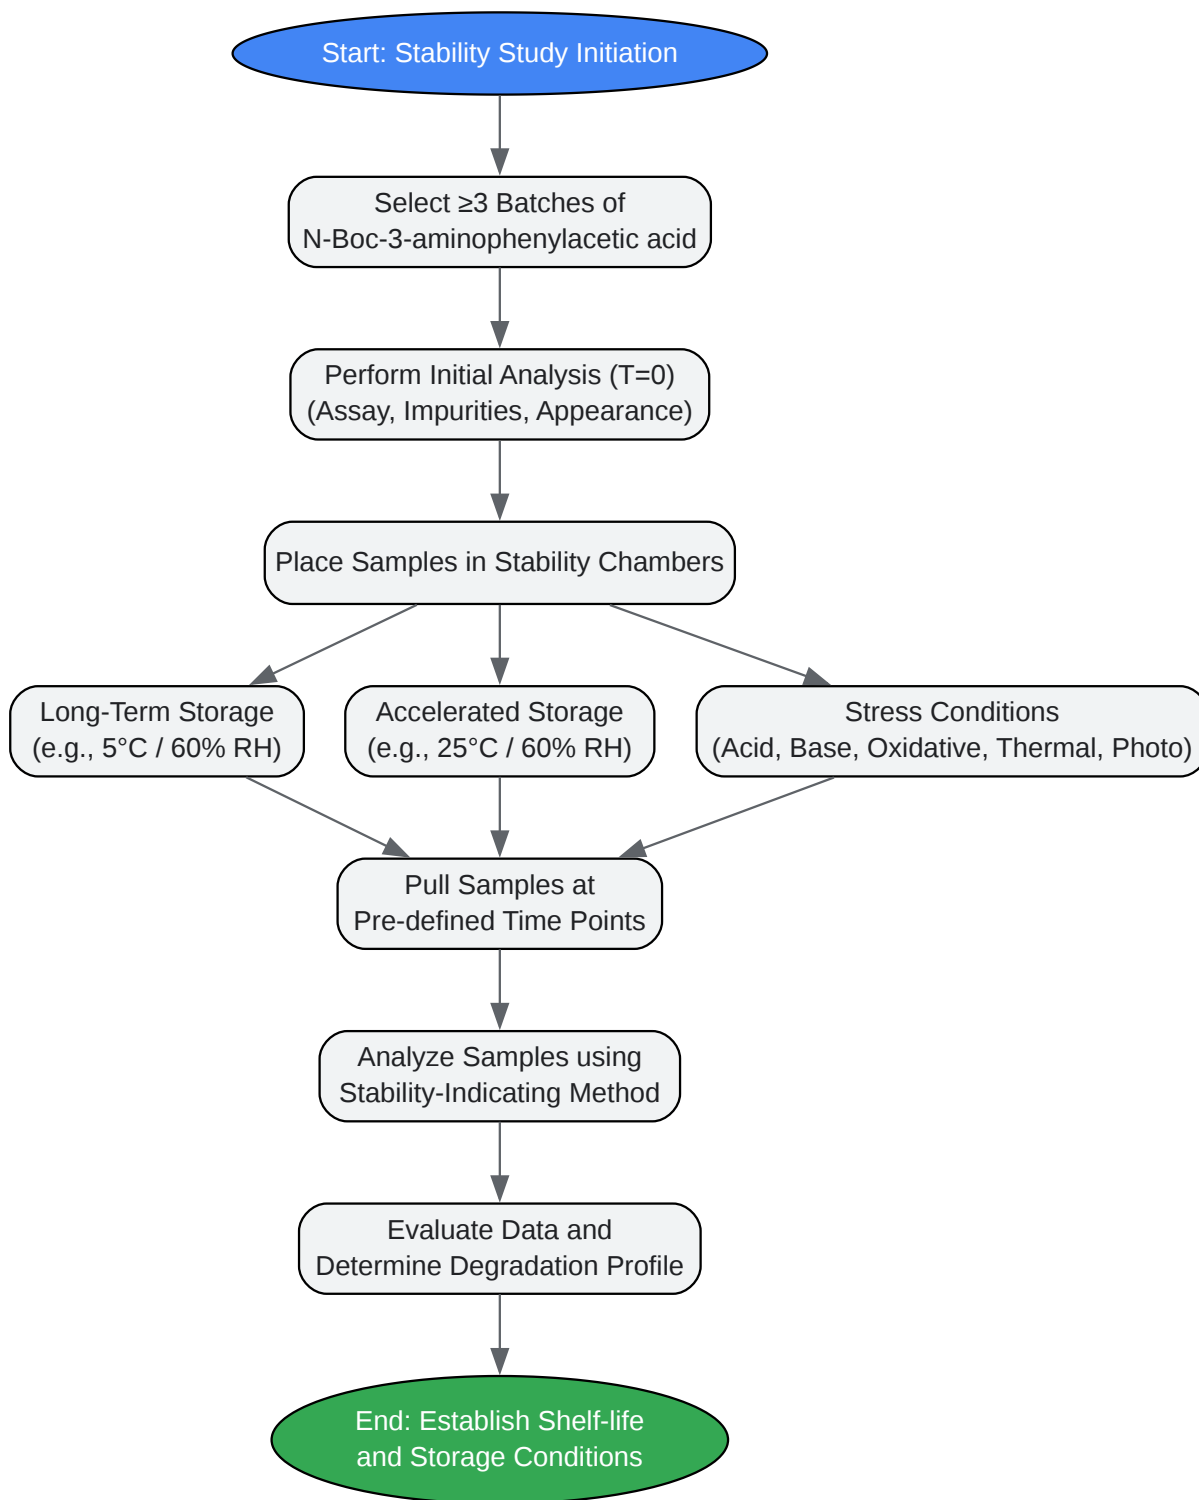 Start: Stability Study Initiation
Select ≥3 Batches of
N-Boc-3-aminophenylacetic acid
Perform Initial Analysis (T=0)
(Assay, Impurities, Appearance)
Place Samples in Stability Chambers
Long-Term Storage
(e.g., 5°C / 60% RH)
Accelerated Storage
(e.g., 25°C / 60% RH)
Stress Conditions
(Acid, Base, Oxidative, Thermal, Photo)
Pull Samples at
Pre-defined Time Points
Analyze Samples using
Stability-Indicating Method
Evaluate Data and
Determine Degradation Profile
End: Establish Shelf-life
and Storage Conditions